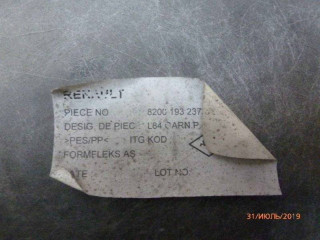 RENAULT
PIECE NO 8200 193 237
DESIG. DE PIEC L84 GARN P
>PES/PP< ITG KOD
FORMFLEKS AS
LOT NO
31/ИЮЛЬ/2019